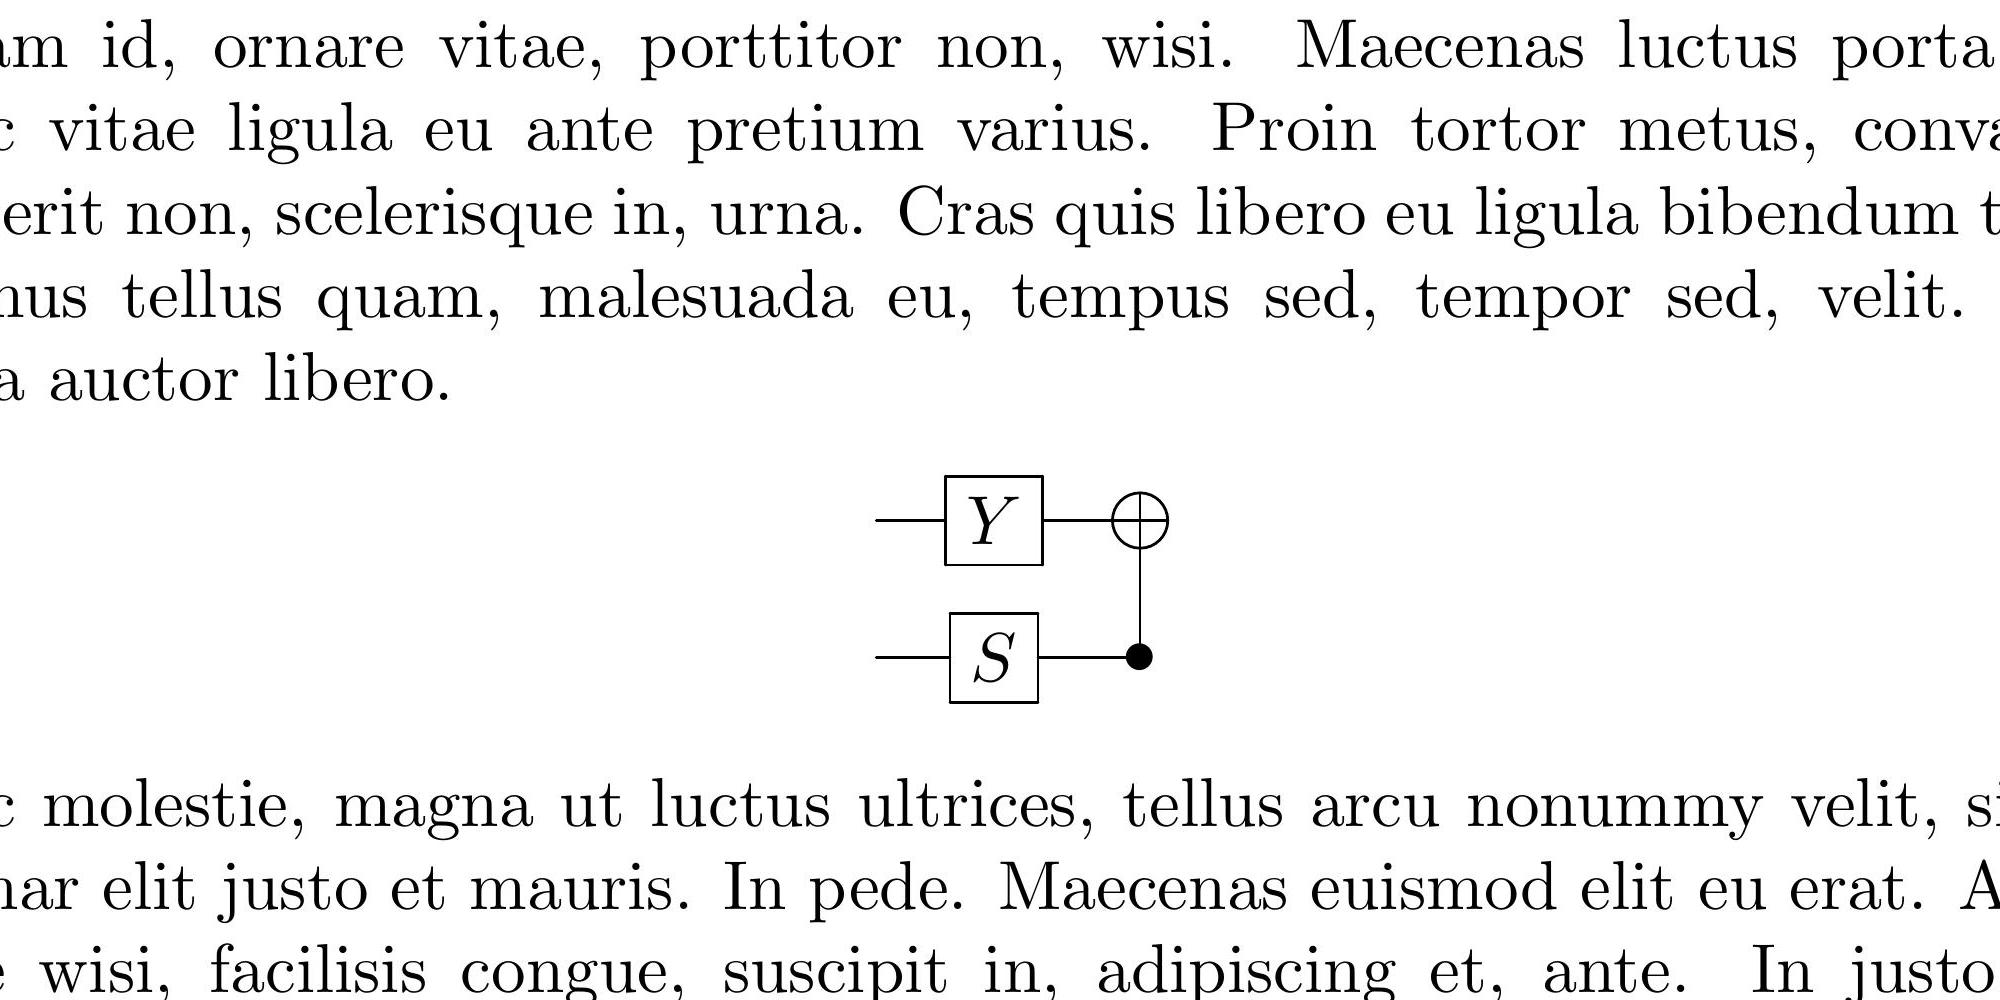 am id, ornare vitae, porttitor non, wisi. Maecenas luctus porta
c vitae ligula eu ante pretium varius. Proin tortor metus, conva
erit non, scelerisque in, urna. Cras quis libero eu ligula bibendum t
nus tellus quam, malesuada eu, tempus sed, tempor sed, velit.
a auctor libero.
Y
S
c molestie, magna ut luctus ultrices, tellus arcu nonummy velit, si
nar elit justo et mauris. In pede. Maecenas euismod elit eu erat. A
e wisi, facilisis congue, suscipit in, adipiscing et, ante. In justo